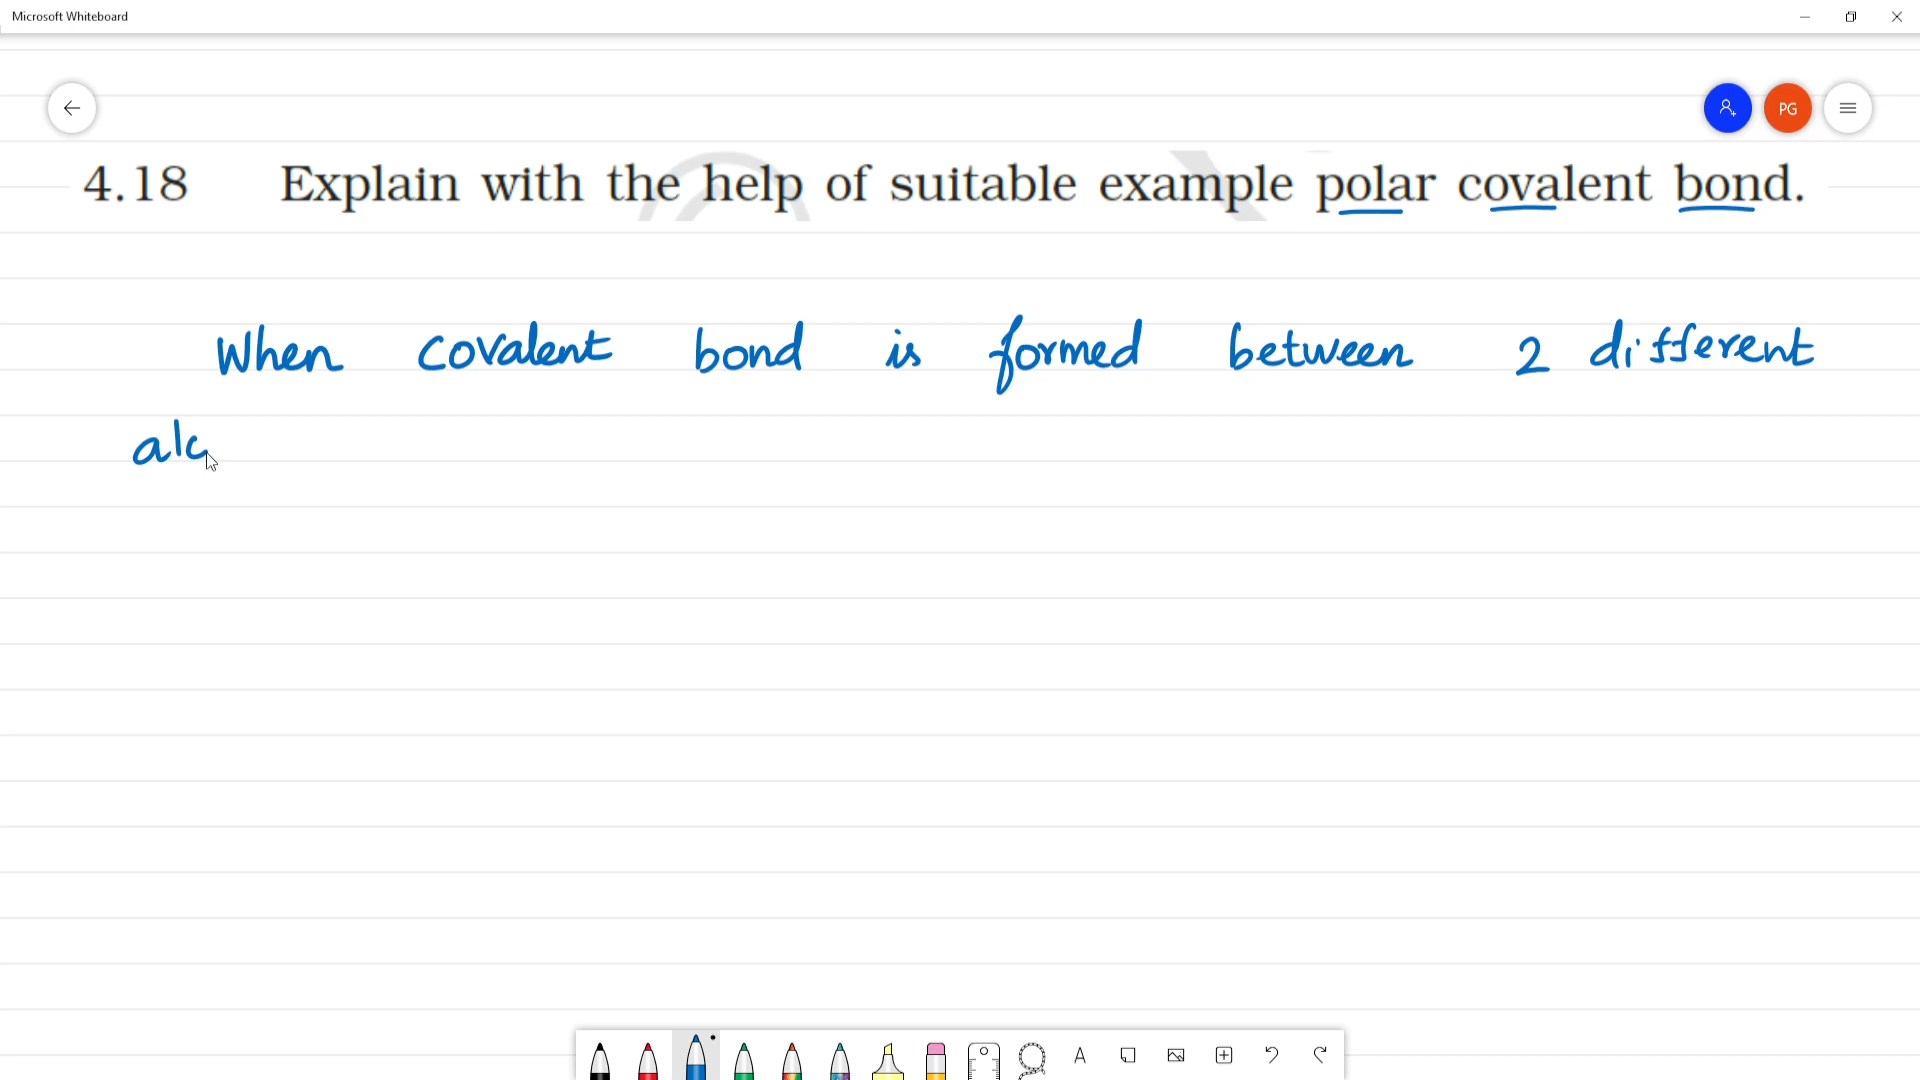 Microsoft Whiteboard
PG
4.18 Explain with the help of suitable example polar covalent bond.
When covalent bond is formed between 2 different
A